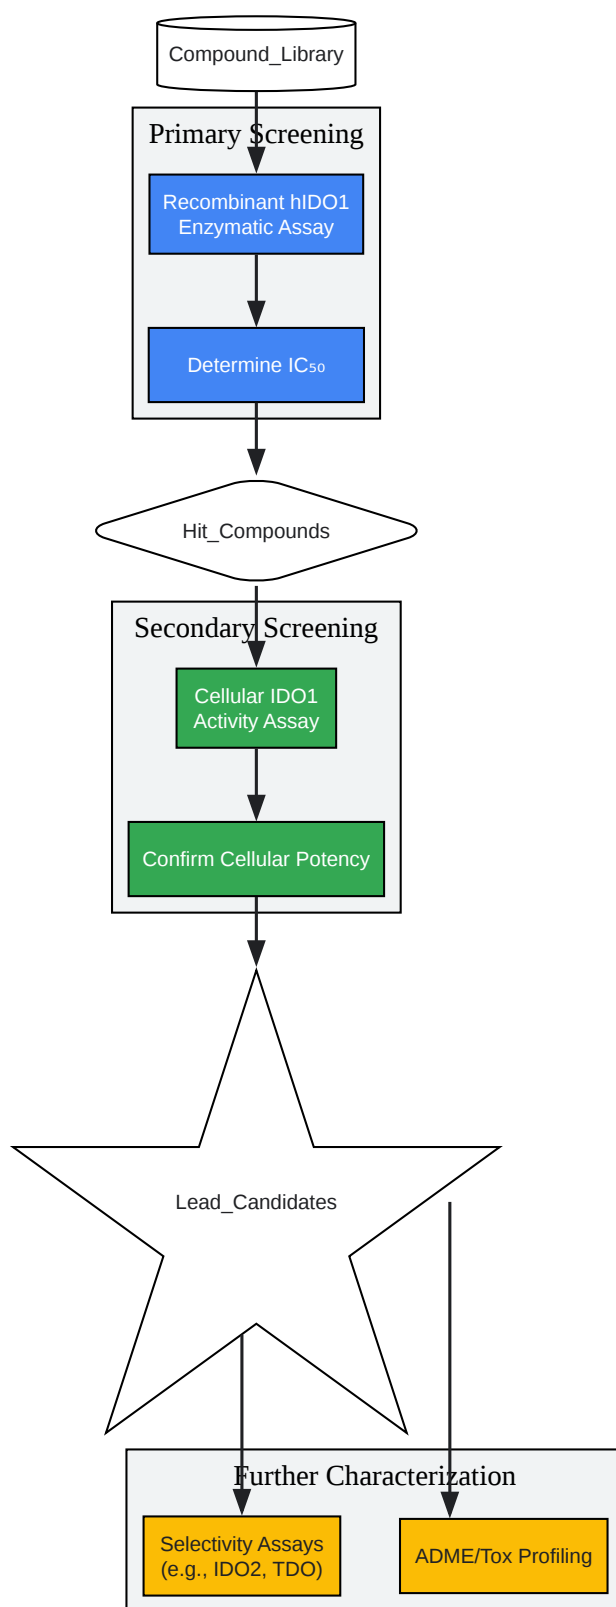 Compound_Library
Primary Screening
Recombinant hIDO1
Enzymatic Assay
Determine IC₅₀
Hit_Compounds
Secondary Screening
Cellular IDO1
Activity Assay
Confirm Cellular Potency
Lead_Candidates
Further Characterization
Selectivity Assays
(e.g., IDO2, TDO)
ADME/Tox Profiling